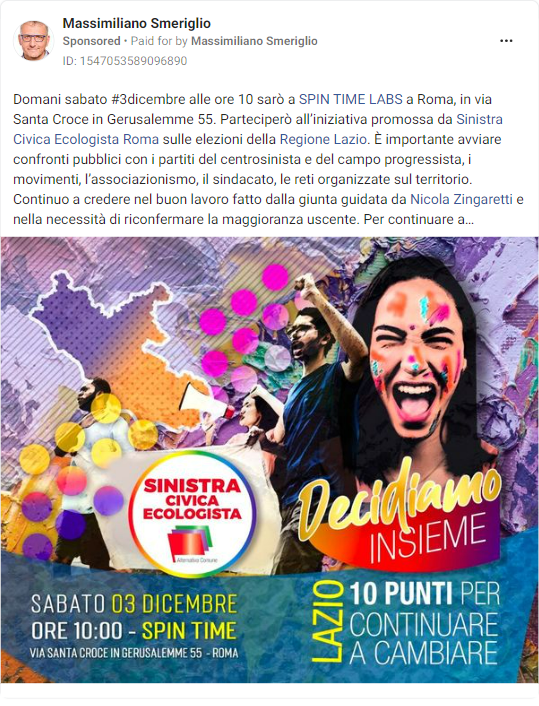 Massimiliano Smeriglio
Sponsored • Paid for by Massimiliano Smeriglio
ID: 1547053589096890
Domani sabato #3dicembre alle ore 10 sarò a SPIN TIME LABS a Roma, in via
Santa Croce in Gerusalemme 55. Parteciperò all'iniziativa promossa da Sinistra
Civica Ecologista Roma sulle elezioni della Regione Lazio. È importante avviare
confronti pubblici con i partiti del centrosinistra e del campo progressista, i
movimenti, l'associazionismo, il sindacato, le reti organizzate sul territorio.
Continuo a credere nel buon lavoro fatto dalla giunta guidata da Nicola Zingaretti e
nella necessità di riconfermare la maggioranza uscente. Per continuare a...
SINISTRA
CIVICA
ECOLOGISTA
Alternativa Comune
Decidiamo
INSIEME
SABATO 03 DICEMBRE
ORE 10:00 - SPIN TIME
VIA SANTA CROCE IN GERUSALEMME 55 - ROMA
LAZIO
10 PUNTI PER
CONTINUARE
A CAMBIARE